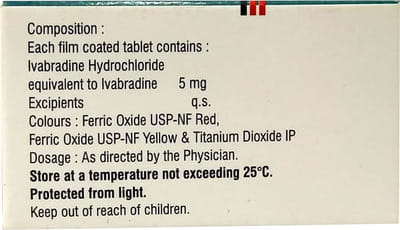 Composition :
Each film coated tablet contains :
Ivabradine Hydrochloride
equivalent to Ivabradine 5 mg
Excipients q.s.
Colours : Ferric Oxide USP-NF Red,
Ferric Oxide USP-NF Yellow & Titanium Dioxide IP
Dosage : As directed by the Physician.
Store at a temperature not exceeding 25°C.
Protected from light.
Keep out of reach of children.